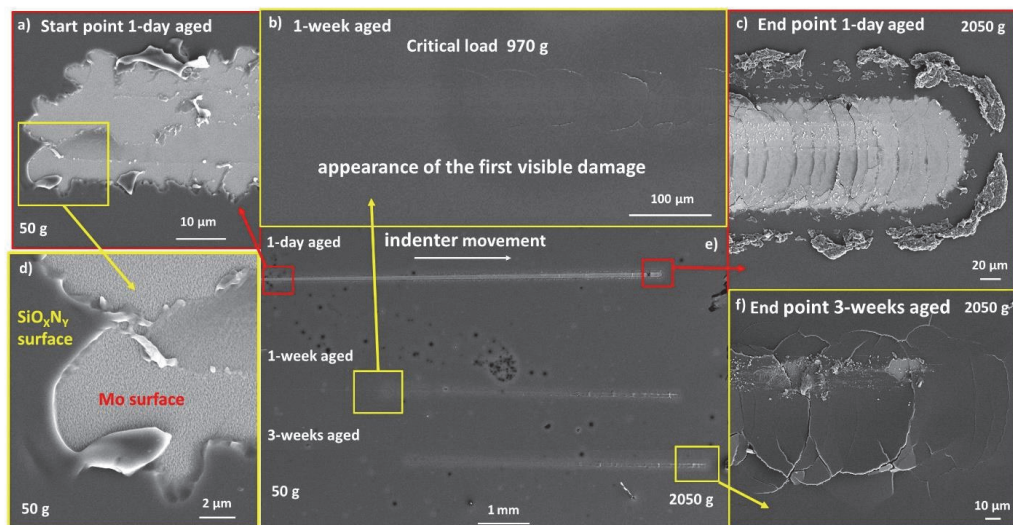 a) Start point 1-day aged
50 g
10 µm
b) 1-week aged
Critical load 970 g
appearance of the first visible damage
100 µm
c) End point 1-day aged 2050 g
20 µm
d)
SiOXNY
surface
Mo surface
50 g
2 µm
1-day aged
indenter movement
e)
1-week aged
3-weeks aged
50 g
2050 g
1 mm
f) End point 3-weeks aged 2050 g
10 µm